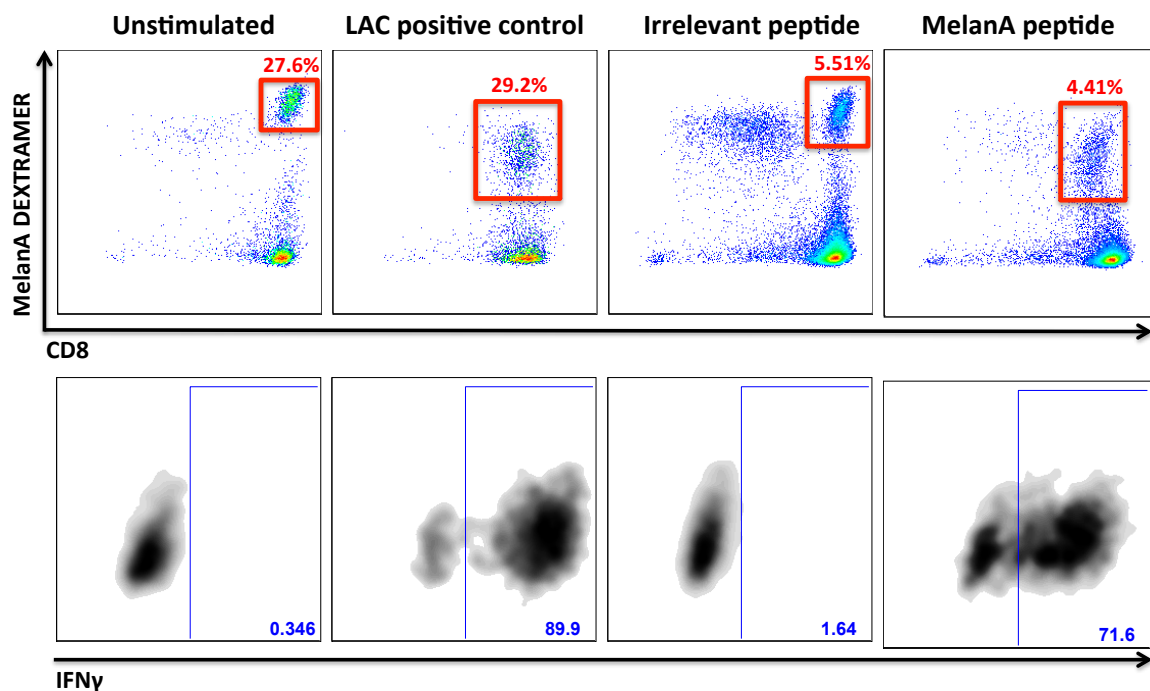 Unstimulated
LAC positive control
Irrelevant peptide
MelanA peptide
27.6%
29.2%
5.51%
4.41%
MelanA DEXTRAMER
CD8
0.346
89.9
1.64
71.6
IFNγ